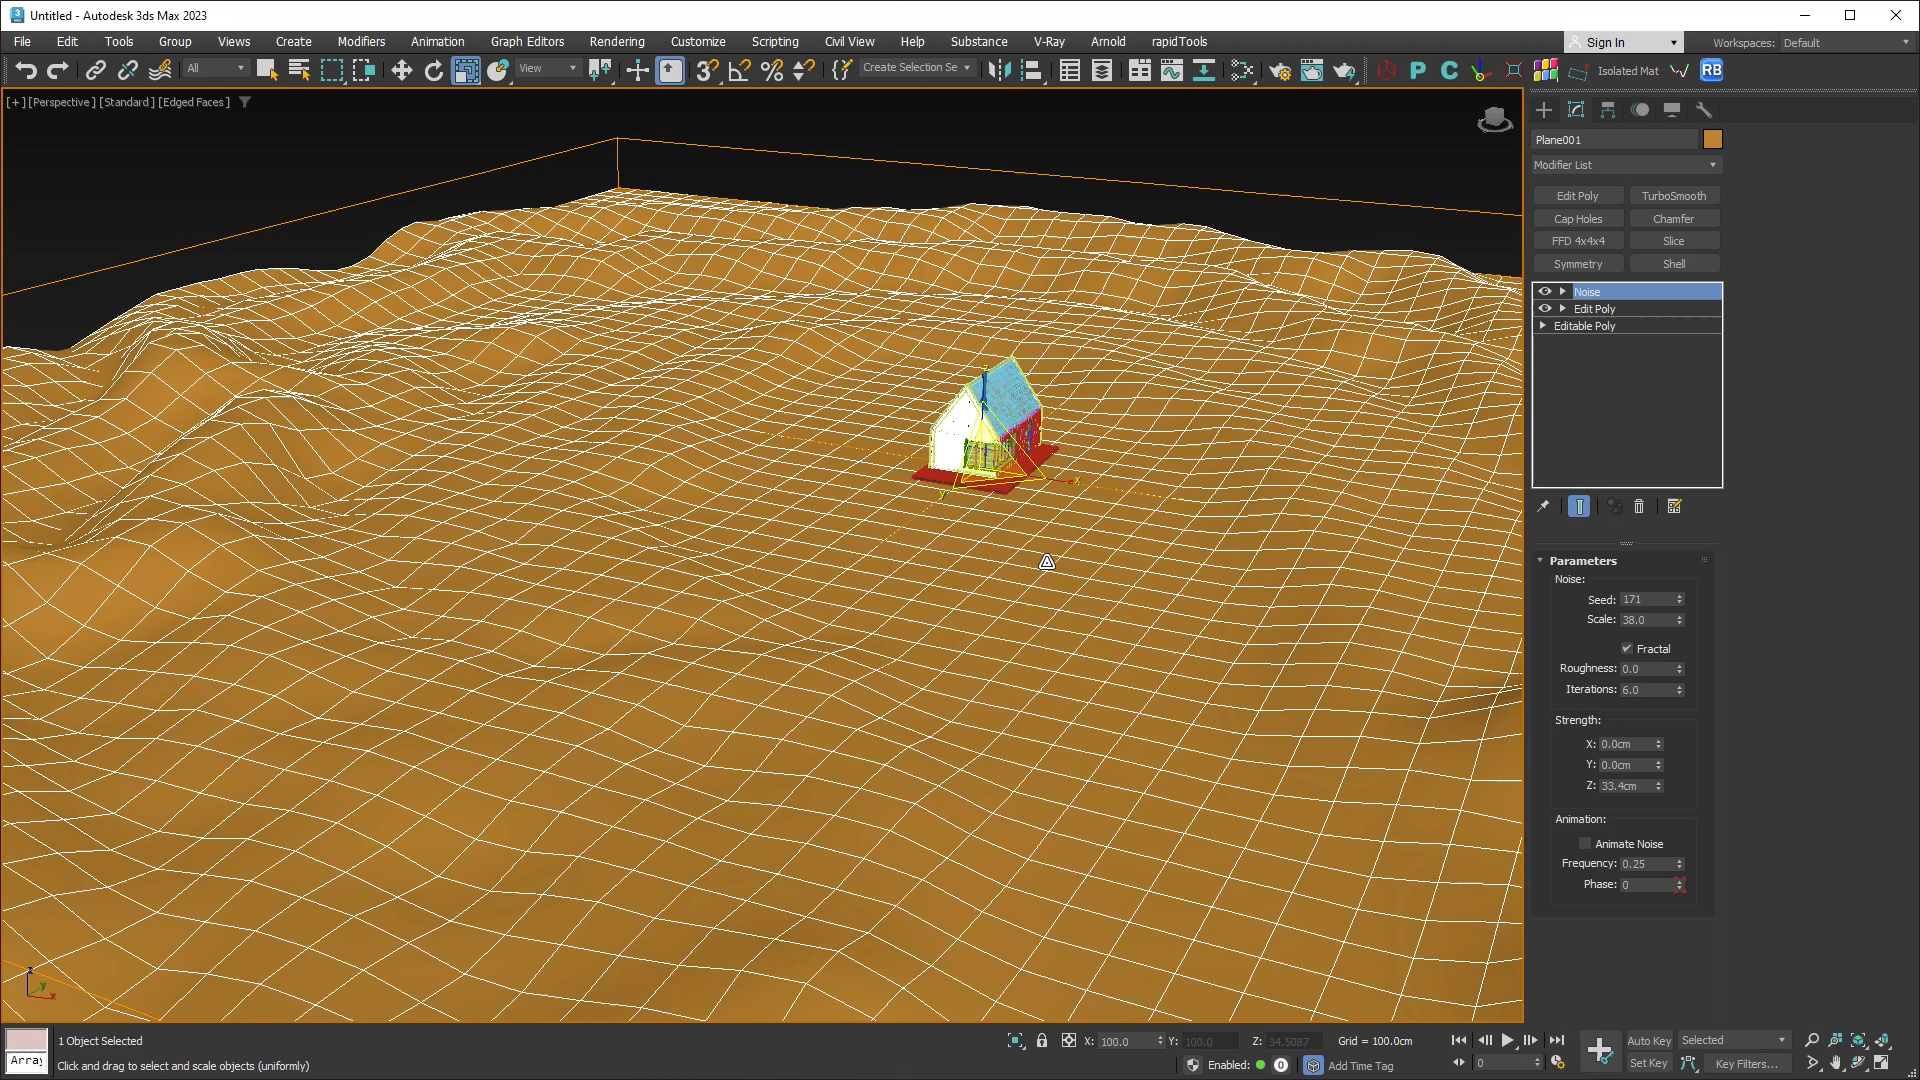 Untitled - Autodesk 3ds Max 2023
File Edit Tools Group Views Create Modifiers Animation Graph Editors Rendering Customize Scripting Civil View Help Substance V-Ray Arnold rapidTools Sign In Workspaces: Default
All View Create Selection Se Isolated Mat RB
[+] [Perspective] [Standard] [Edged Faces]
Plane001
Modifier List
Edit Poly TurboSmooth
Cap Holes Chamfer
FFD 4x4x4 Slice
Symmetry Shell
Noise
Edit Poly
Editable Poly
Parameters
Noise:
Seed: 171
Scale: 38.0
Fractal
Roughness: 0.0
Iterations: 6.0
Strength:
X: 0.0cm
Y: 0.0cm
Z: 33.4cm
Animation:
Animate Noise
Frequency: 0.25
Phase: 0
z
y x
z
y
x
1 Object Selected X: 100.0 Y: 100.0 Z: 34.5087 Grid = 100.0cm Auto Key Selected
Array Click and drag to select and scale objects (uniformly) Enabled: 0 Add Time Tag 0 Set Key Key Filters...